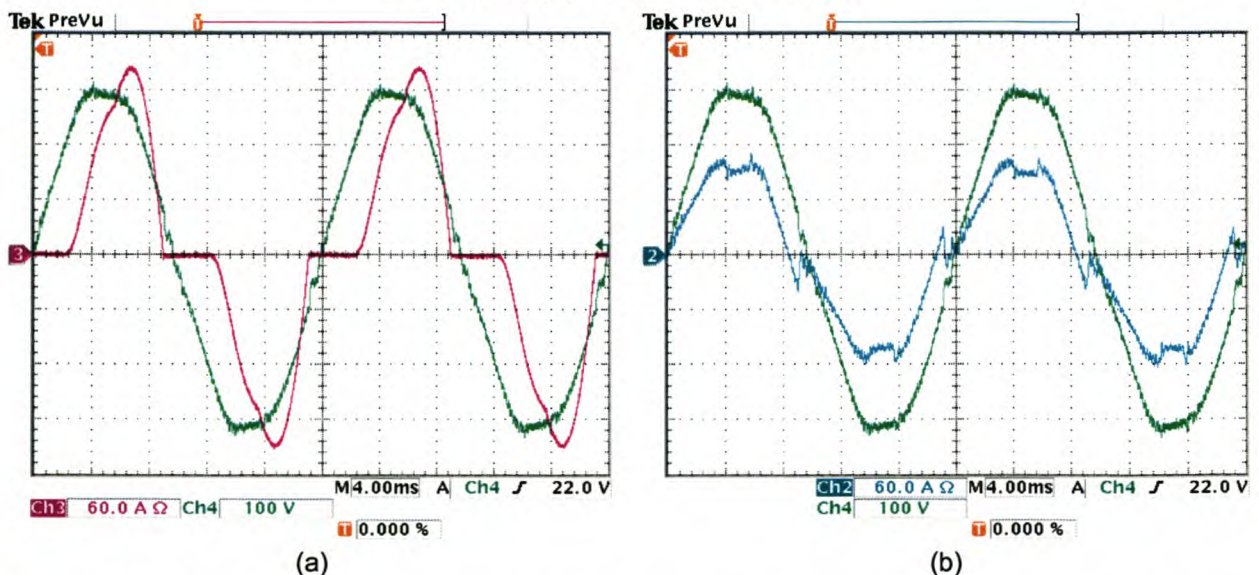 Tek PreVu
T
T
3
M 4.00ms A Ch4 22.0 V
Ch3 60.0 A Ω Ch4 100 V
T 0.000 %
(a)
Tek PreVu
T
T
2
Ch2 60.0 A Ω M 4.00ms A Ch4 22.0 V
Ch4 100 V
T 0.000 %
(b)